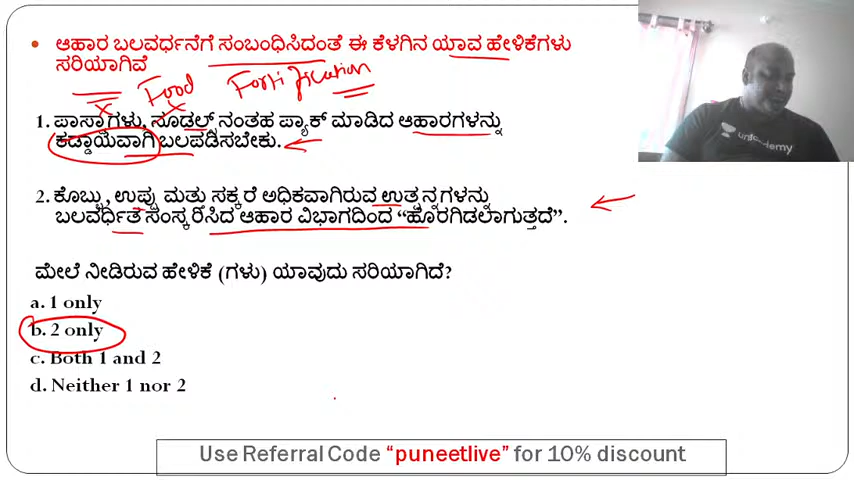 ಆಹಾರ ಬಲವರ್ಧನೆಗೆ ಸಂಬಂಧಿಸಿದಂತೆ ಈ ಕೆಳಗಿನ ಯಾವ ಹೇಳಿಕೆಗಳು
ಸರಿಯಾಗಿವೆ
Food Fortification
1. ಪಾಸ್ತಾಗಳು, ನೂಡಲ್ಸ್ ನಂತಹ ಪ್ಯಾಕ್ ಮಾಡಿದ ಆಹಾರಗಳನ್ನು
ಕಡ್ಡಾಯವಾಗಿ ಬಲಪಡಿಸಬೇಕು.
2. ಕೊಬ್ಬು, ಉಪ್ಪು ಮತ್ತು ಸಕ್ಕರೆ ಅಧಿಕವಾಗಿರುವ ಉತ್ಪನ್ನಗಳನ್ನು
ಬಲವರ್ಧಿತ ಸಂಸ್ಕರಿಸಿದ ಆಹಾರ ವಿಭಾಗದಿಂದ “ಹೊರಗಿಡಲಾಗುತ್ತದೆ”.
ಮೇಲೆ ನೀಡಿರುವ ಹೇಳಿಕೆ (ಗಳು) ಯಾವುದು ಸರಿಯಾಗಿದೆ?
a. 1 only
b. 2 only
c. Both 1 and 2
d. Neither 1 nor 2
Use Referral Code “puneetlive” for 10% discount